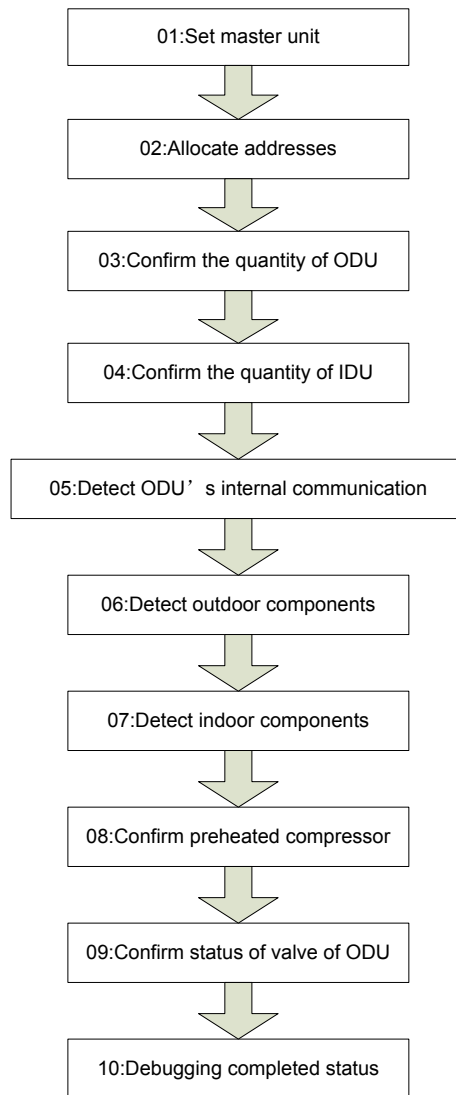 01:Set master unit
02:Allocate addresses
03:Confirm the quantity of ODU
04:Confirm the quantity of IDU
05:Detect ODU’s internal communication
06:Detect outdoor components
07:Detect indoor components
08:Confirm preheated compressor
09:Confirm status of valve of ODU
10:Debugging completed status